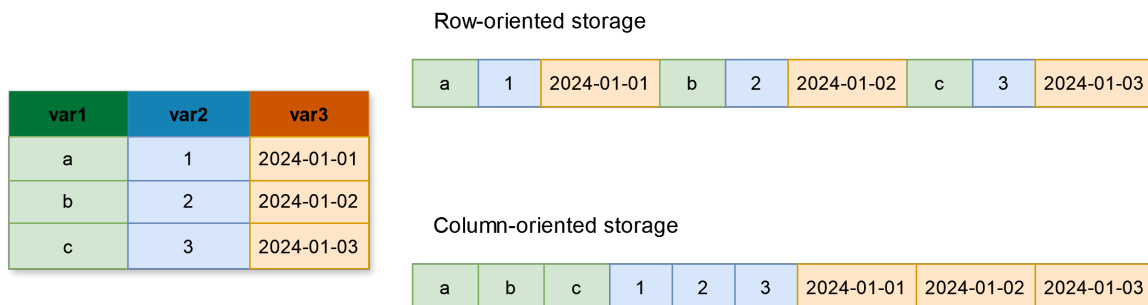 Row-oriented storage
a 1 2024-01-01 b 2 2024-01-02 c 3 2024-01-03
var1 var2 var3
a 1 2024-01-01
b 2 2024-01-02
c 3 2024-01-03
Column-oriented storage
a b c 1 2 3 2024-01-01 2024-01-02 2024-01-03